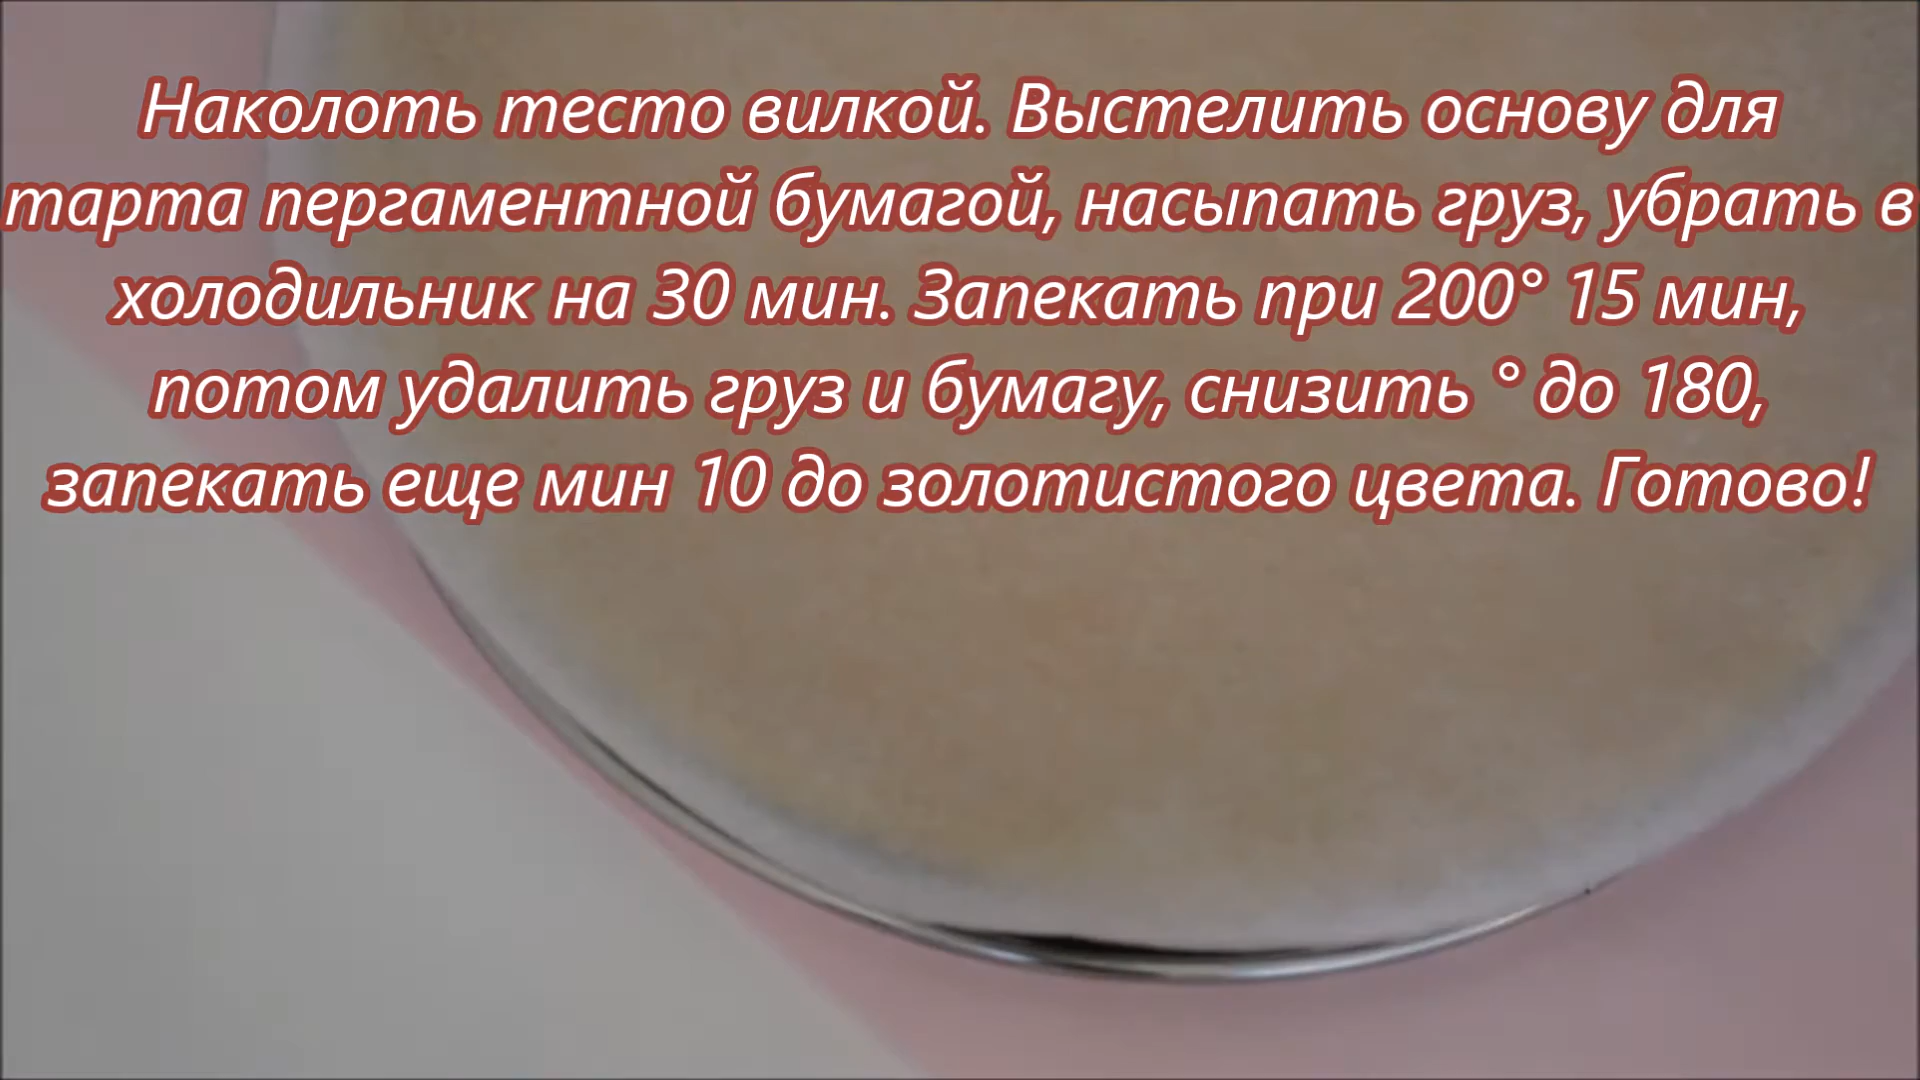 Наколоть тесто вилкой. Выстелить основу для
тарта пергаментной бумагой, насыпать груз, убрать в
холодильник на 30 мин. Запекать при 200° 15 мин,
потом удалить груз и бумагу, снизить ° до 180,
запекать еще мин 10 до золотистого цвета. Готово!